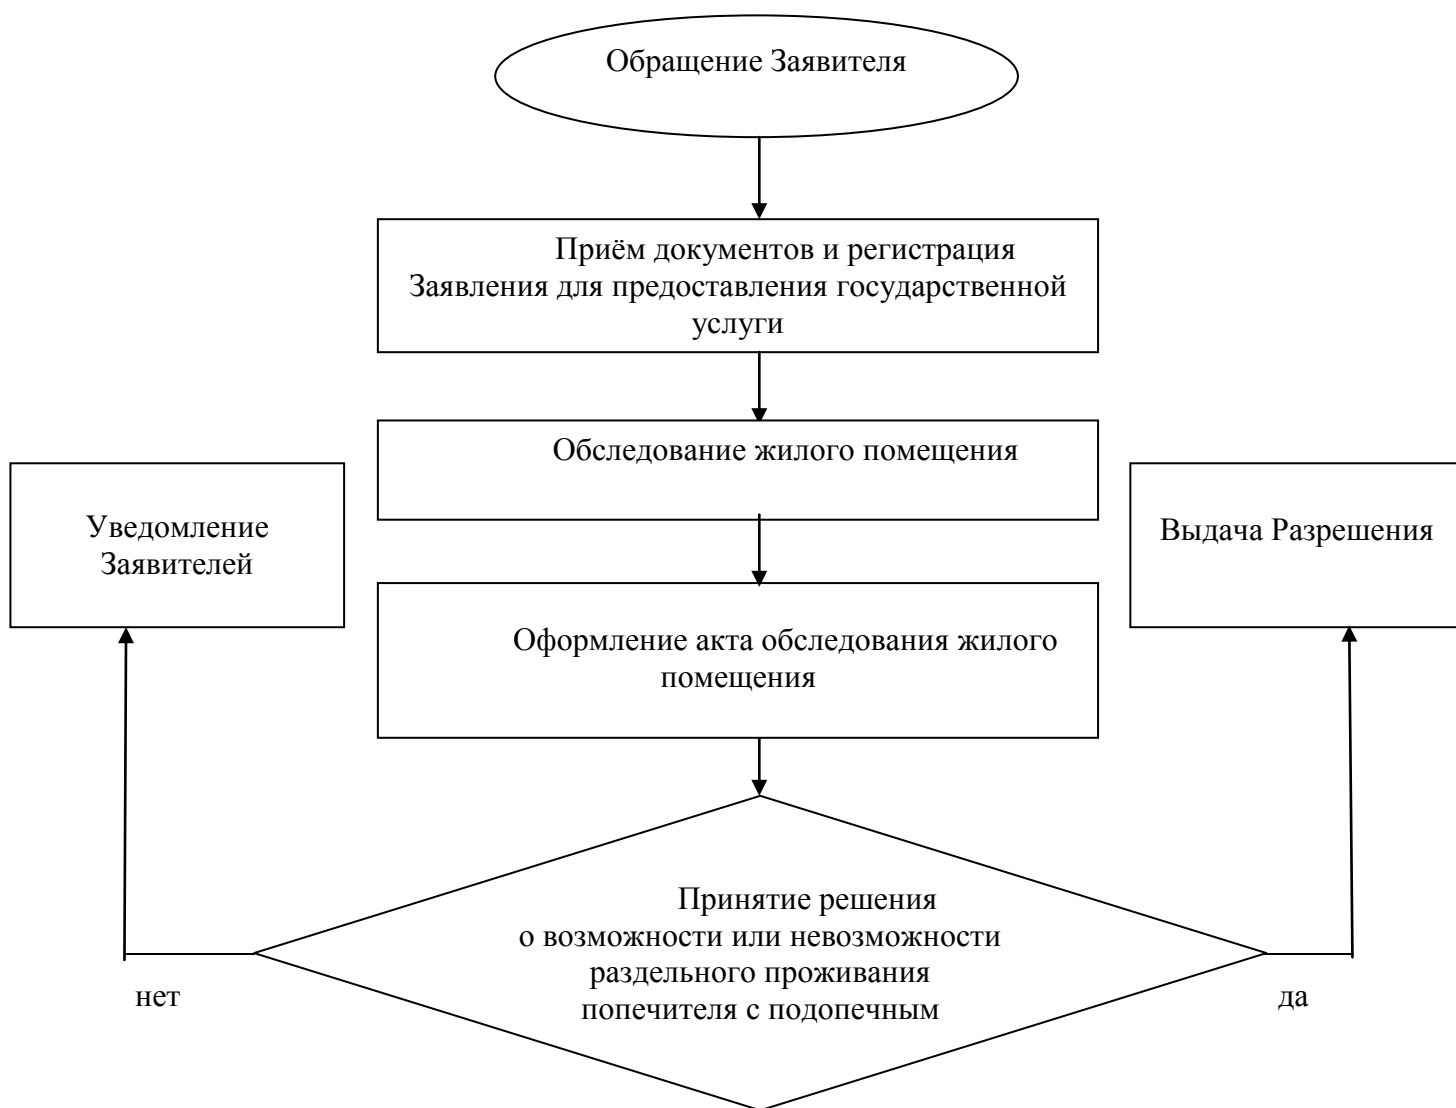 Обращение Заявителя
Приём документов и регистрация
Заявления для предоставления государственной
услуги
Обследование жилого помещения
Уведомление
Заявителей
Выдача Разрешения
Оформление акта обследования жилого
помещения
Принятие решения
о возможности или невозможности
раздельного проживания
попечителя с подопечным
нет
да